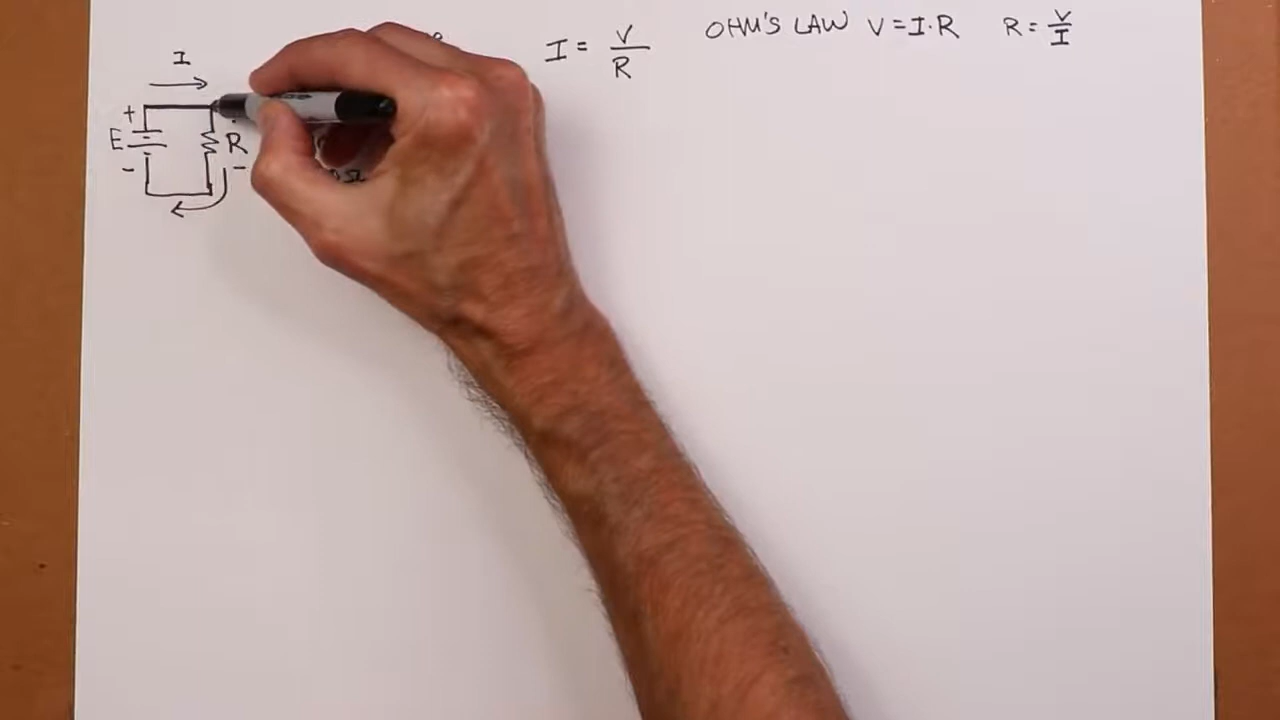 I
+
E
-
R
-
Ω
I = V/R
OHM'S LAW V=I·R R=V/I